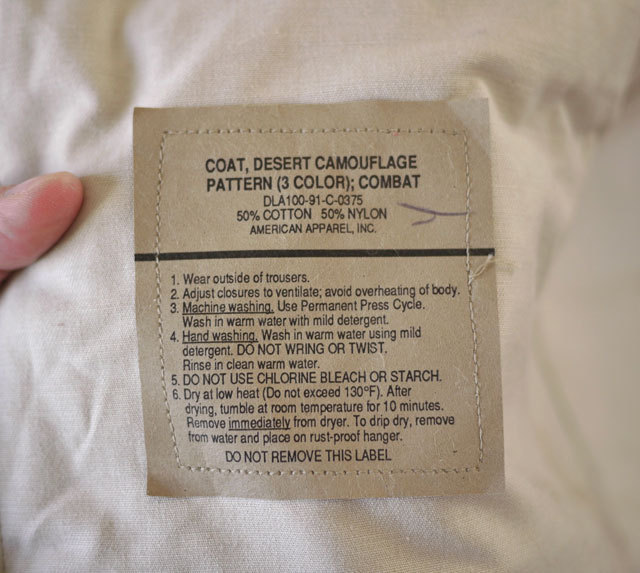 COAT, DESERT CAMOUFLAGE
PATTERN (3 COLOR); COMBAT
DLA100-91-C-0375
50% COTTON 50% NYLON
AMERICAN APPAREL, INC.
1. Wear outside of trousers.
2. Adjust closures to ventilate; avoid overheating of body.
3. Machine washing. Use Permanent Press Cycle.
Wash in warm water with mild detergent.
4. Hand washing. Wash in warm water using mild
detergent. DO NOT WRING OR TWIST.
Rinse in clean warm water.
5. DO NOT USE CHLORINE BLEACH OR STARCH.
6. Dry at low heat (Do not exceed 130°F). After
drying, tumble at room temperature for 10 minutes.
Remove immediately from dryer. To drip dry, remove
from water and place on rust-proof hanger.
DO NOT REMOVE THIS LABEL